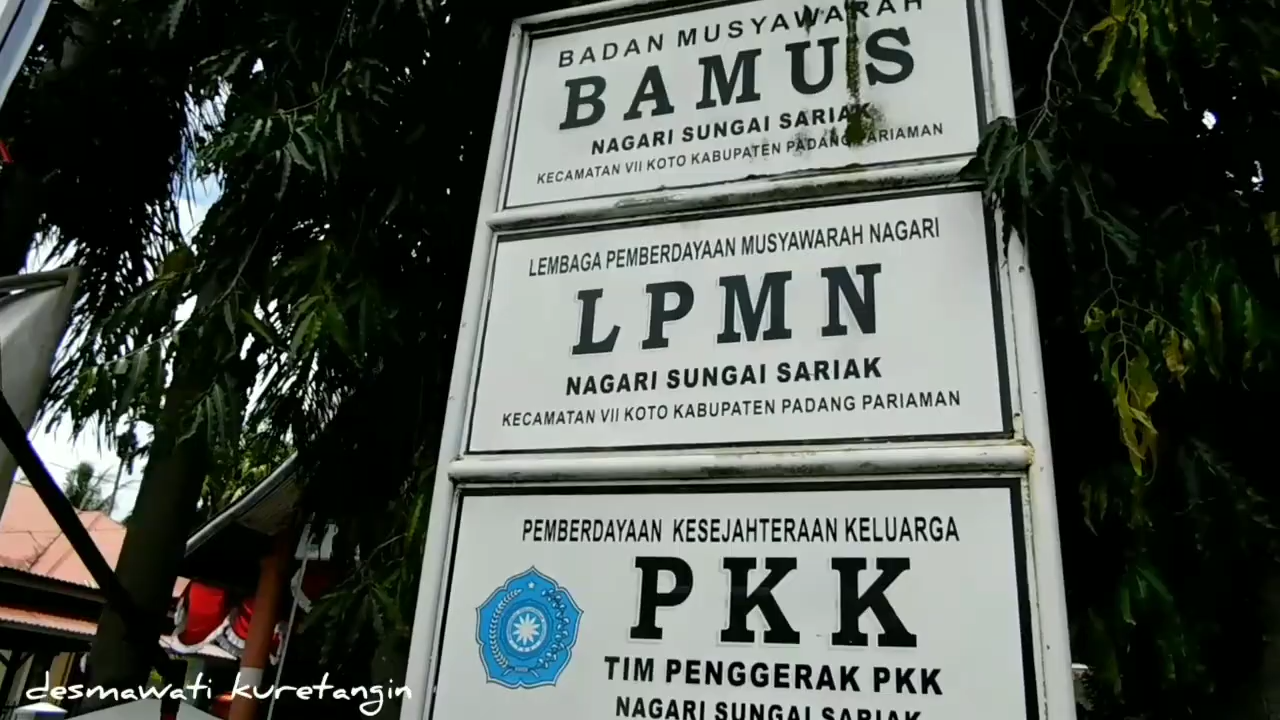 BADAN MUSYAWARAH
BAMUS
NAGARI SUNGAI SARIAK
KECAMATAN VII KOTO KABUPATEN PADANG PARIAMAN
LEMBAGA PEMBERDAYAAN MUSYAWARAH NAGARI
LPMN
NAGARI SUNGAI SARIAK
KECAMATAN VII KOTO KABUPATEN PADANG PARIAMAN
PEMBERDAYAAN KESEJAHTERAAN KELUARGA
PKK
TIM PENGGERAK PKK
NAGARI SUNGAI SARIAK
desmawati kuretangin